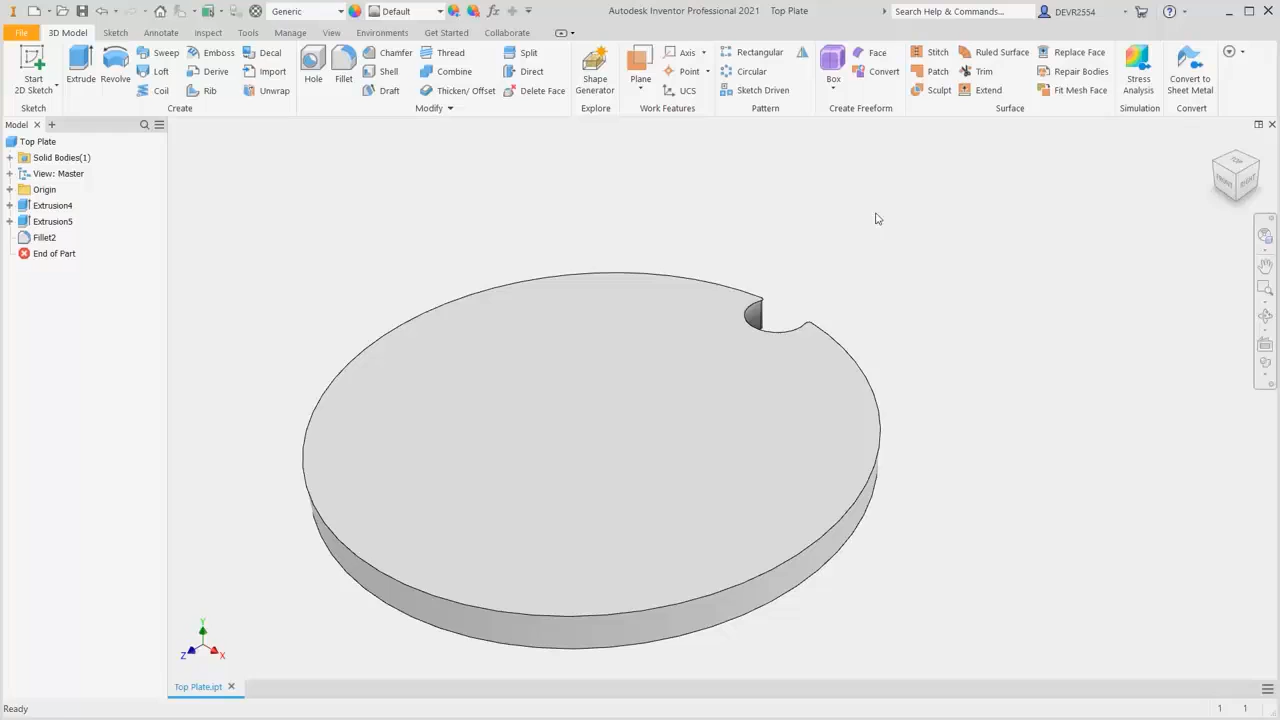 Generic Default Autodesk Inventor Professional 2021 Top Plate Search Help & Commands... DEVR2554
File 3D Model Sketch Annotate Inspect Tools Manage View Environments Get Started Collaborate
Start
2D Sketch
Sketch
Extrude
Revolve
Sweep Emboss Decal
Loft Derive Import
Coil Rib Unwrap
Create
Hole
Fillet
Chamfer Thread Split
Shell Combine Direct
Draft Thicken/ Offset Delete Face
Modify
Shape
Generator
Explore
Plane
Axis
Point
UCS
Work Features
Rectangular
Circular
Sketch Driven
Pattern
Box
Face
Convert
Create Freeform
Stitch Ruled Surface Replace Face
Patch Trim Repair Bodies
Sculpt Extend Fit Mesh Face
Surface
Stress
Analysis
Simulation
Convert to
Sheet Metal
Convert
Model
Top Plate
Solid Bodies(1)
View: Master
Origin
Extrusion4
Extrusion5
Fillet2
End of Part
TOP
FRONT RIGHT
Y
Z X
Top Plate.ipt
Ready 1 1